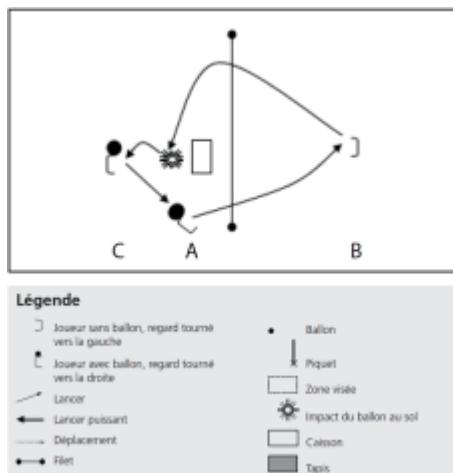 C A B
Légende
Joueur sans ballon, regard tourné
vers la gauche
Joueur avec ballon, regard tourné
vers la droite
Lancer
Lancer puissant
Déplacement
Filet
Ballon
Piquet
Zone visée
Impact du ballon au sol
Caisson
Tapis